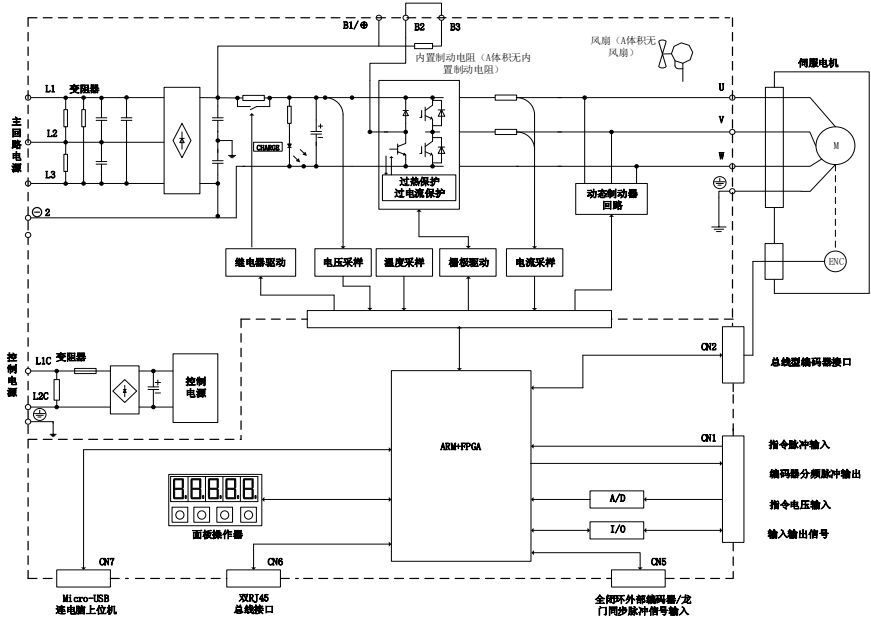 B1/⊕
B2
B3
内置制动电阻（A体积无内
置制动电阻）
风扇（A体积无
风扇）
伺服电机
主回路电源
L1
变阻器
L2
L3
⊖2
CHARGE
过热保护
过电流保护
U
V
W
M
ENC
动态制动器
回路
继电器驱动
电压采样
温度采样
栅极驱动
电流采样
控制电源
L1C
变阻器
L2C
控制
电源
ARM+FPGA
CN2
总线型编码器接口
CN1
指令脉冲输入
编码器分频脉冲输出
A/D
指令电压输入
I/O
输入输出信号
8.8.8.8.8.
面板操作器
CN7
CN6
CN5
Micro-USB
连电脑上位机
双RJ45
总线接口
全闭环外部编码器/龙
门同步脉冲信号输入